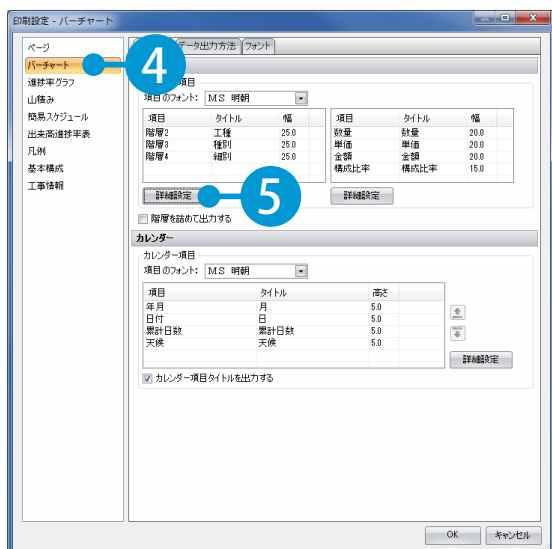 印刷設定 - バーチャート
ページ
バーチャート
進捗率グラフ
山積み
簡易スケジュール
出来高進捗率表
凡例
基本構成
工事情報
4
データ出力方法 フォント
項目
項目のフォント: MS 明朝
項目 タイトル 幅
階層2 工種 25.0
階層3 種別 25.0
階層4 細別 25.0
項目 タイトル 幅
数量 数量 20.0
単価 単価 20.0
金額 金額 20.0
構成比率 構成比率 15.0
詳細設定
5
詳細設定
階層を詰めて出力する
カレンダー
カレンダー項目
項目のフォント: MS 明朝
項目 タイトル 高さ
年月 月 5.0
日付 日 5.0
累計日数 累計日数 5.0
天候 天候 5.0
詳細設定
カレンダー項目タイトルを出力する
OK キャンセル